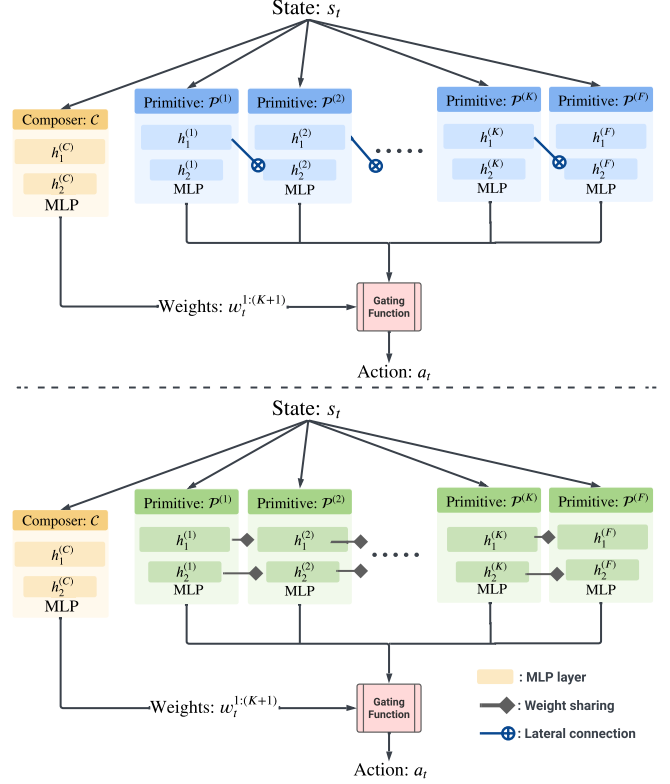 State: s_t
Composer: C
h_1^{(C)}
h_2^{(C)}
MLP
Primitive: P^{(1)}
h_1^{(1)}
h_2^{(1)}
MLP
Primitive: P^{(2)}
h_1^{(2)}
h_2^{(2)}
MLP
Primitive: P^{(K)}
h_1^{(K)}
h_2^{(K)}
MLP
Primitive: P^{(F)}
h_1^{(F)}
h_2^{(F)}
MLP
Weights: w_t^{1:(K+1)}
Gating
Function
Action: a_t
State: s_t
Composer: C
h_1^{(C)}
h_2^{(C)}
MLP
Primitive: P^{(1)}
h_1^{(1)}
h_2^{(1)}
MLP
Primitive: P^{(2)}
h_1^{(2)}
h_2^{(2)}
MLP
Primitive: P^{(K)}
h_1^{(K)}
h_2^{(K)}
MLP
Primitive: P^{(F)}
h_1^{(F)}
h_2^{(F)}
MLP
Weights: w_t^{1:(K+1)}
Gating
Function
Action: a_t
: MLP layer
: Weight sharing
: Lateral connection